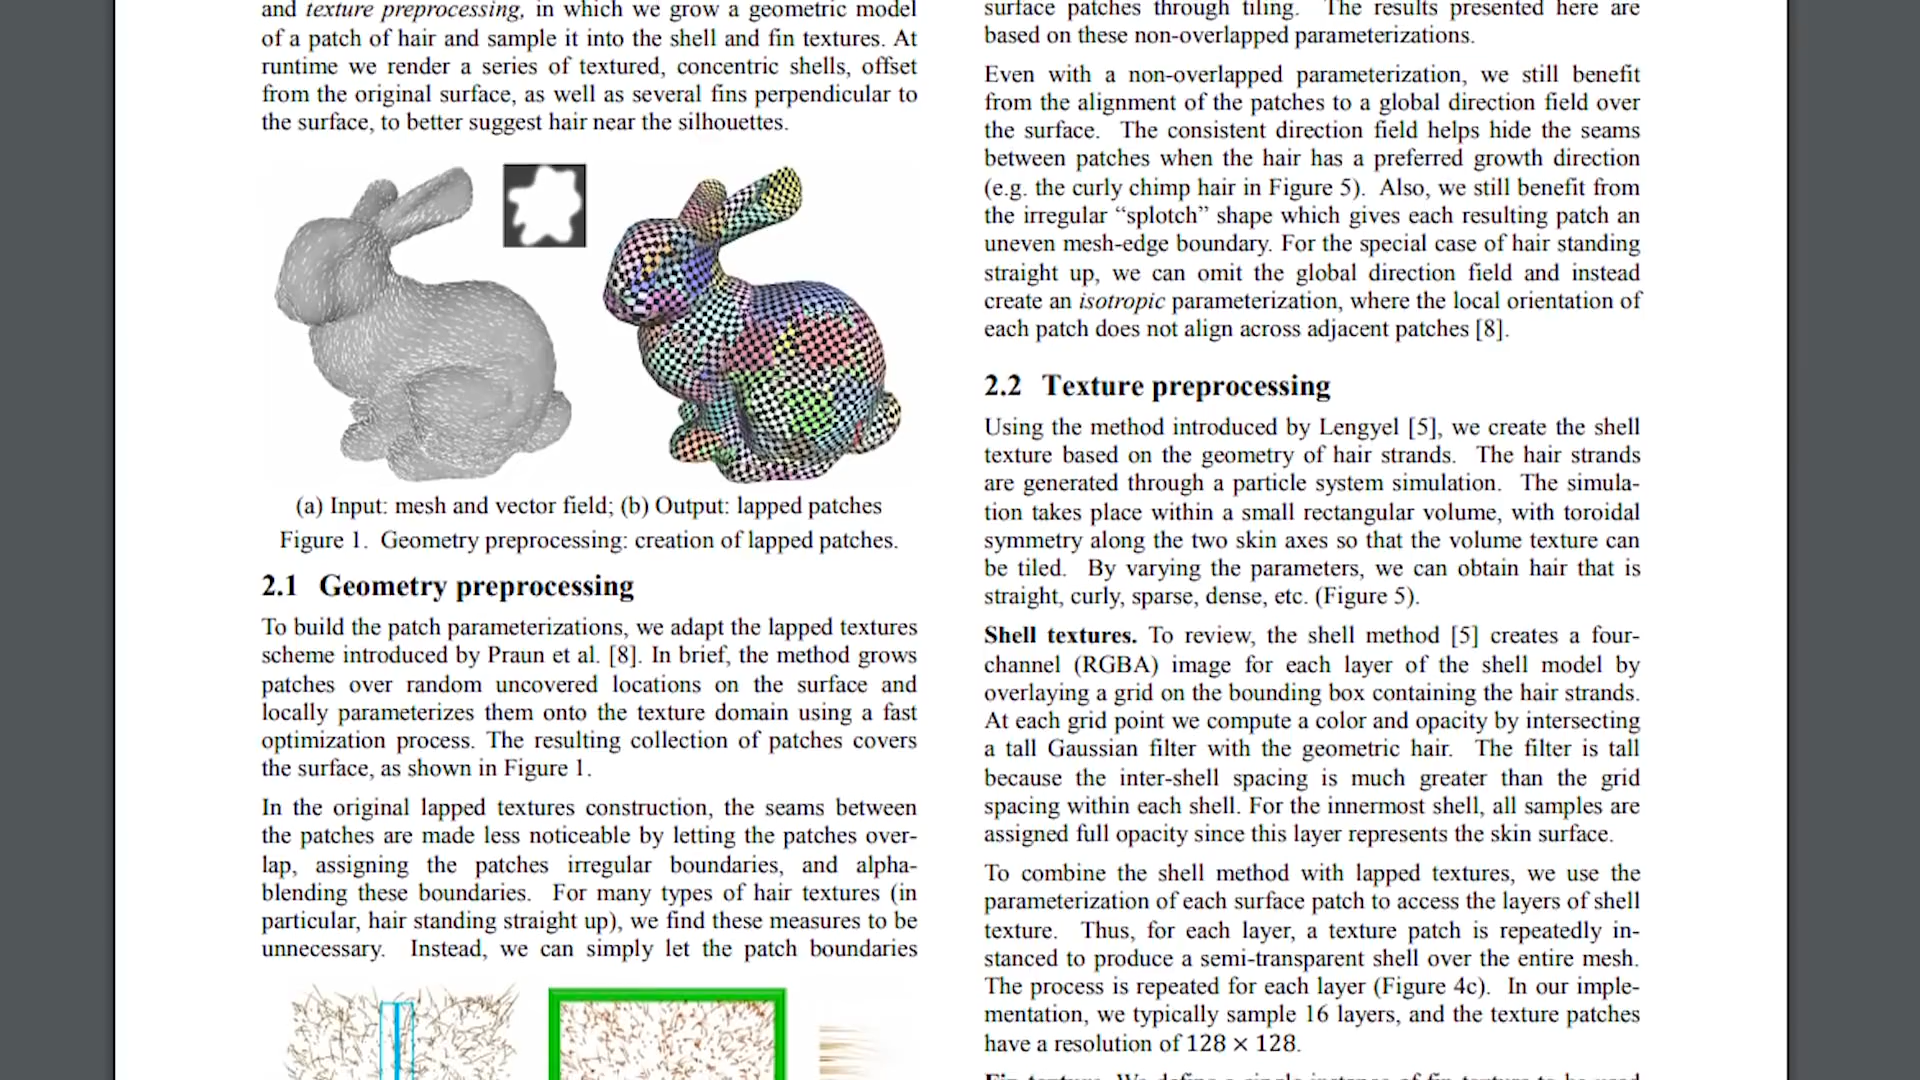 and texture preprocessing, in which we grow a geometric model
of a patch of hair and sample it into the shell and fin textures. At
runtime we render a series of textured, concentric shells, offset
from the original surface, as well as several fins perpendicular to
the surface, to better suggest hair near the silhouettes.
(a) Input: mesh and vector field; (b) Output: lapped patches
Figure 1. Geometry preprocessing: creation of lapped patches.
2.1 Geometry preprocessing
To build the patch parameterizations, we adapt the lapped textures
scheme introduced by Praun et al. [8]. In brief, the method grows
patches over random uncovered locations on the surface and
locally parameterizes them onto the texture domain using a fast
optimization process. The resulting collection of patches covers
the surface, as shown in Figure 1.
In the original lapped textures construction, the seams between
the patches are made less noticeable by letting the patches over-
lap, assigning the patches irregular boundaries, and alpha-
blending these boundaries. For many types of hair textures (in
particular, hair standing straight up), we find these measures to be
unnecessary. Instead, we can simply let the patch boundaries
surface patches through tiling. The results presented here are
based on these non-overlapped parameterizations.
Even with a non-overlapped parameterization, we still benefit
from the alignment of the patches to a global direction field over
the surface. The consistent direction field helps hide the seams
between patches when the hair has a preferred growth direction
(e.g. the curly chimp hair in Figure 5). Also, we still benefit from
the irregular “splotch” shape which gives each resulting patch an
uneven mesh-edge boundary. For the special case of hair standing
straight up, we can omit the global direction field and instead
create an isotropic parameterization, where the local orientation of
each patch does not align across adjacent patches [8].
2.2 Texture preprocessing
Using the method introduced by Lengyel [5], we create the shell
texture based on the geometry of hair strands. The hair strands
are generated through a particle system simulation. The simula-
tion takes place within a small rectangular volume, with toroidal
symmetry along the two skin axes so that the volume texture can
be tiled. By varying the parameters, we can obtain hair that is
straight, curly, sparse, dense, etc. (Figure 5).
Shell textures. To review, the shell method [5] creates a four-
channel (RGBA) image for each layer of the shell model by
overlaying a grid on the bounding box containing the hair strands.
At each grid point we compute a color and opacity by intersecting
a tall Gaussian filter with the geometric hair. The filter is tall
because the inter-shell spacing is much greater than the grid
spacing within each shell. For the innermost shell, all samples are
assigned full opacity since this layer represents the skin surface.
To combine the shell method with lapped textures, we use the
parameterization of each surface patch to access the layers of shell
texture. Thus, for each layer, a texture patch is repeatedly in-
stanced to produce a semi-transparent shell over the entire mesh.
The process is repeated for each layer (Figure 4c). In our imple-
mentation, we typically sample 16 layers, and the texture patches
have a resolution of 128 × 128.